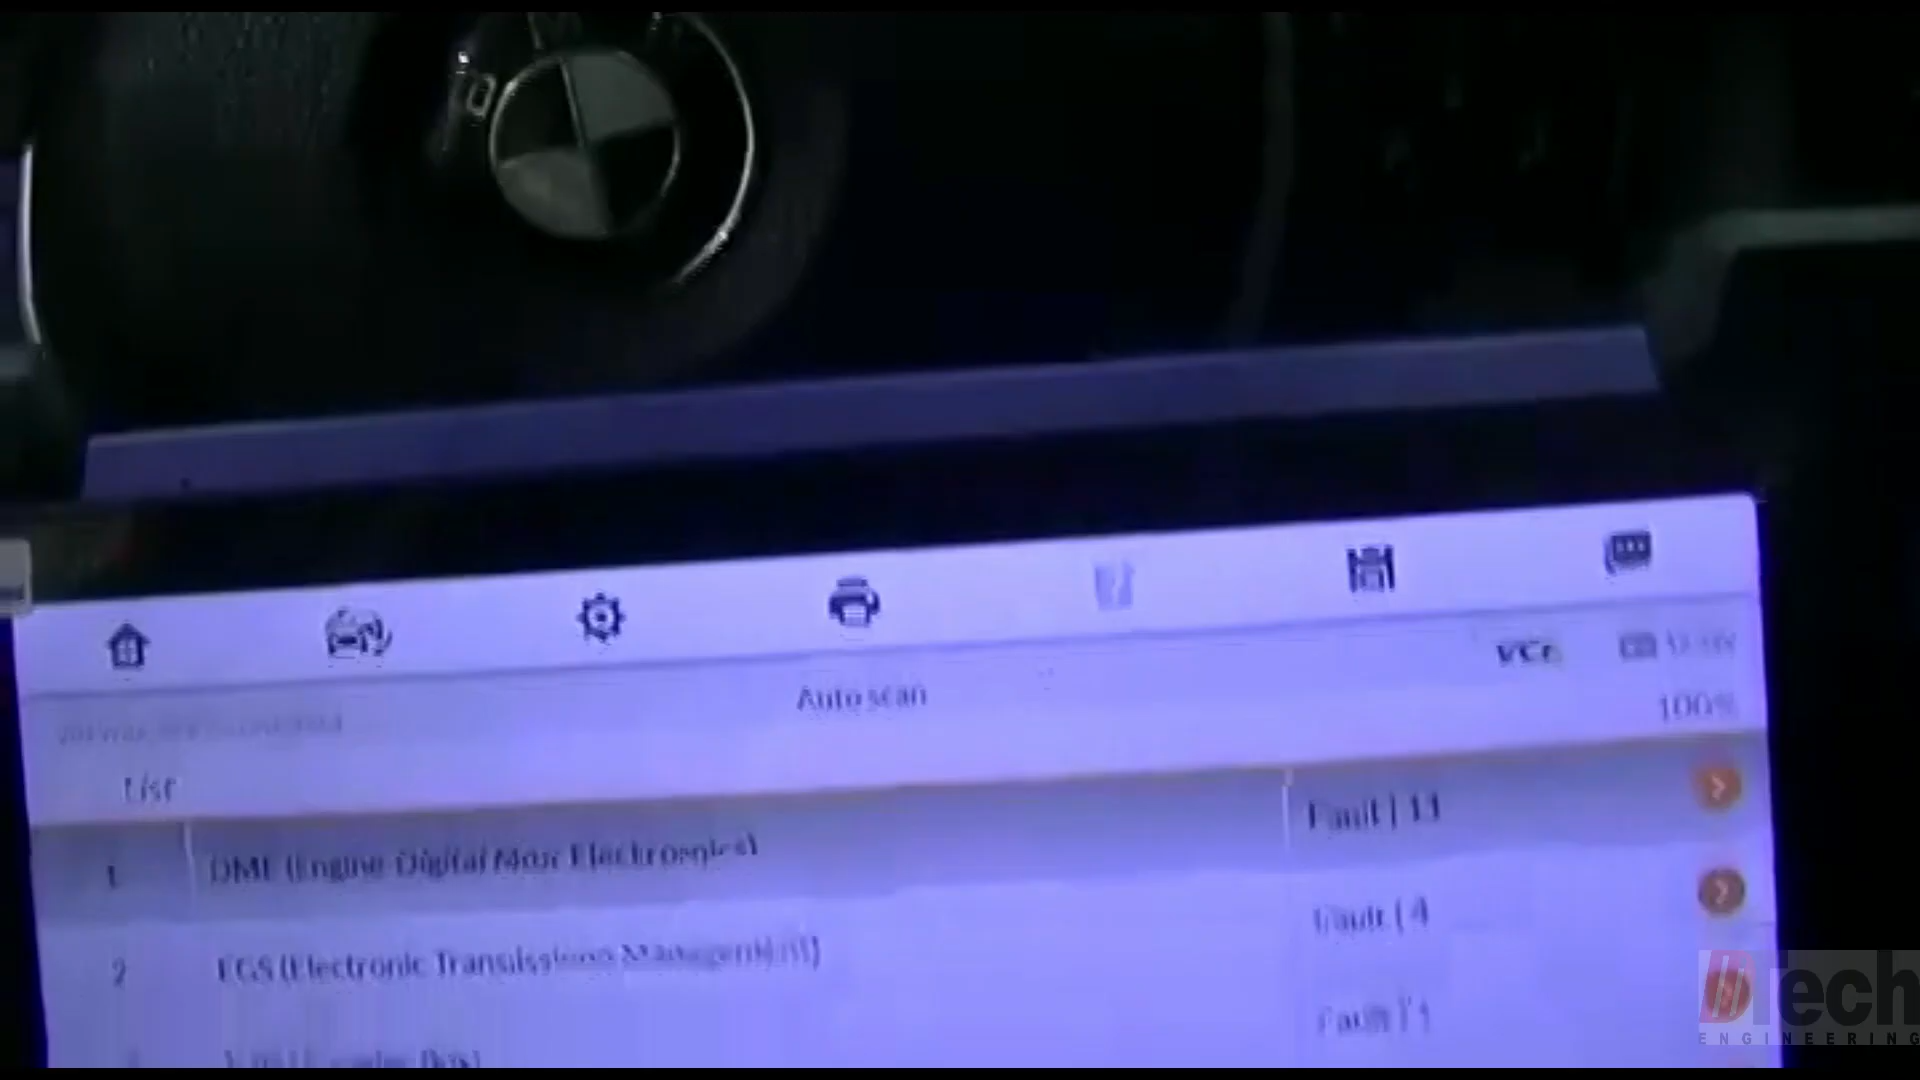 Auto scan
VCI
100%
List
1 DME (Engine Digital Motor Electronics) Fault | 11
2 EGS (Electronic Transmission Management) Fault | 4
Fault | 1
Tech
ENGINEERING